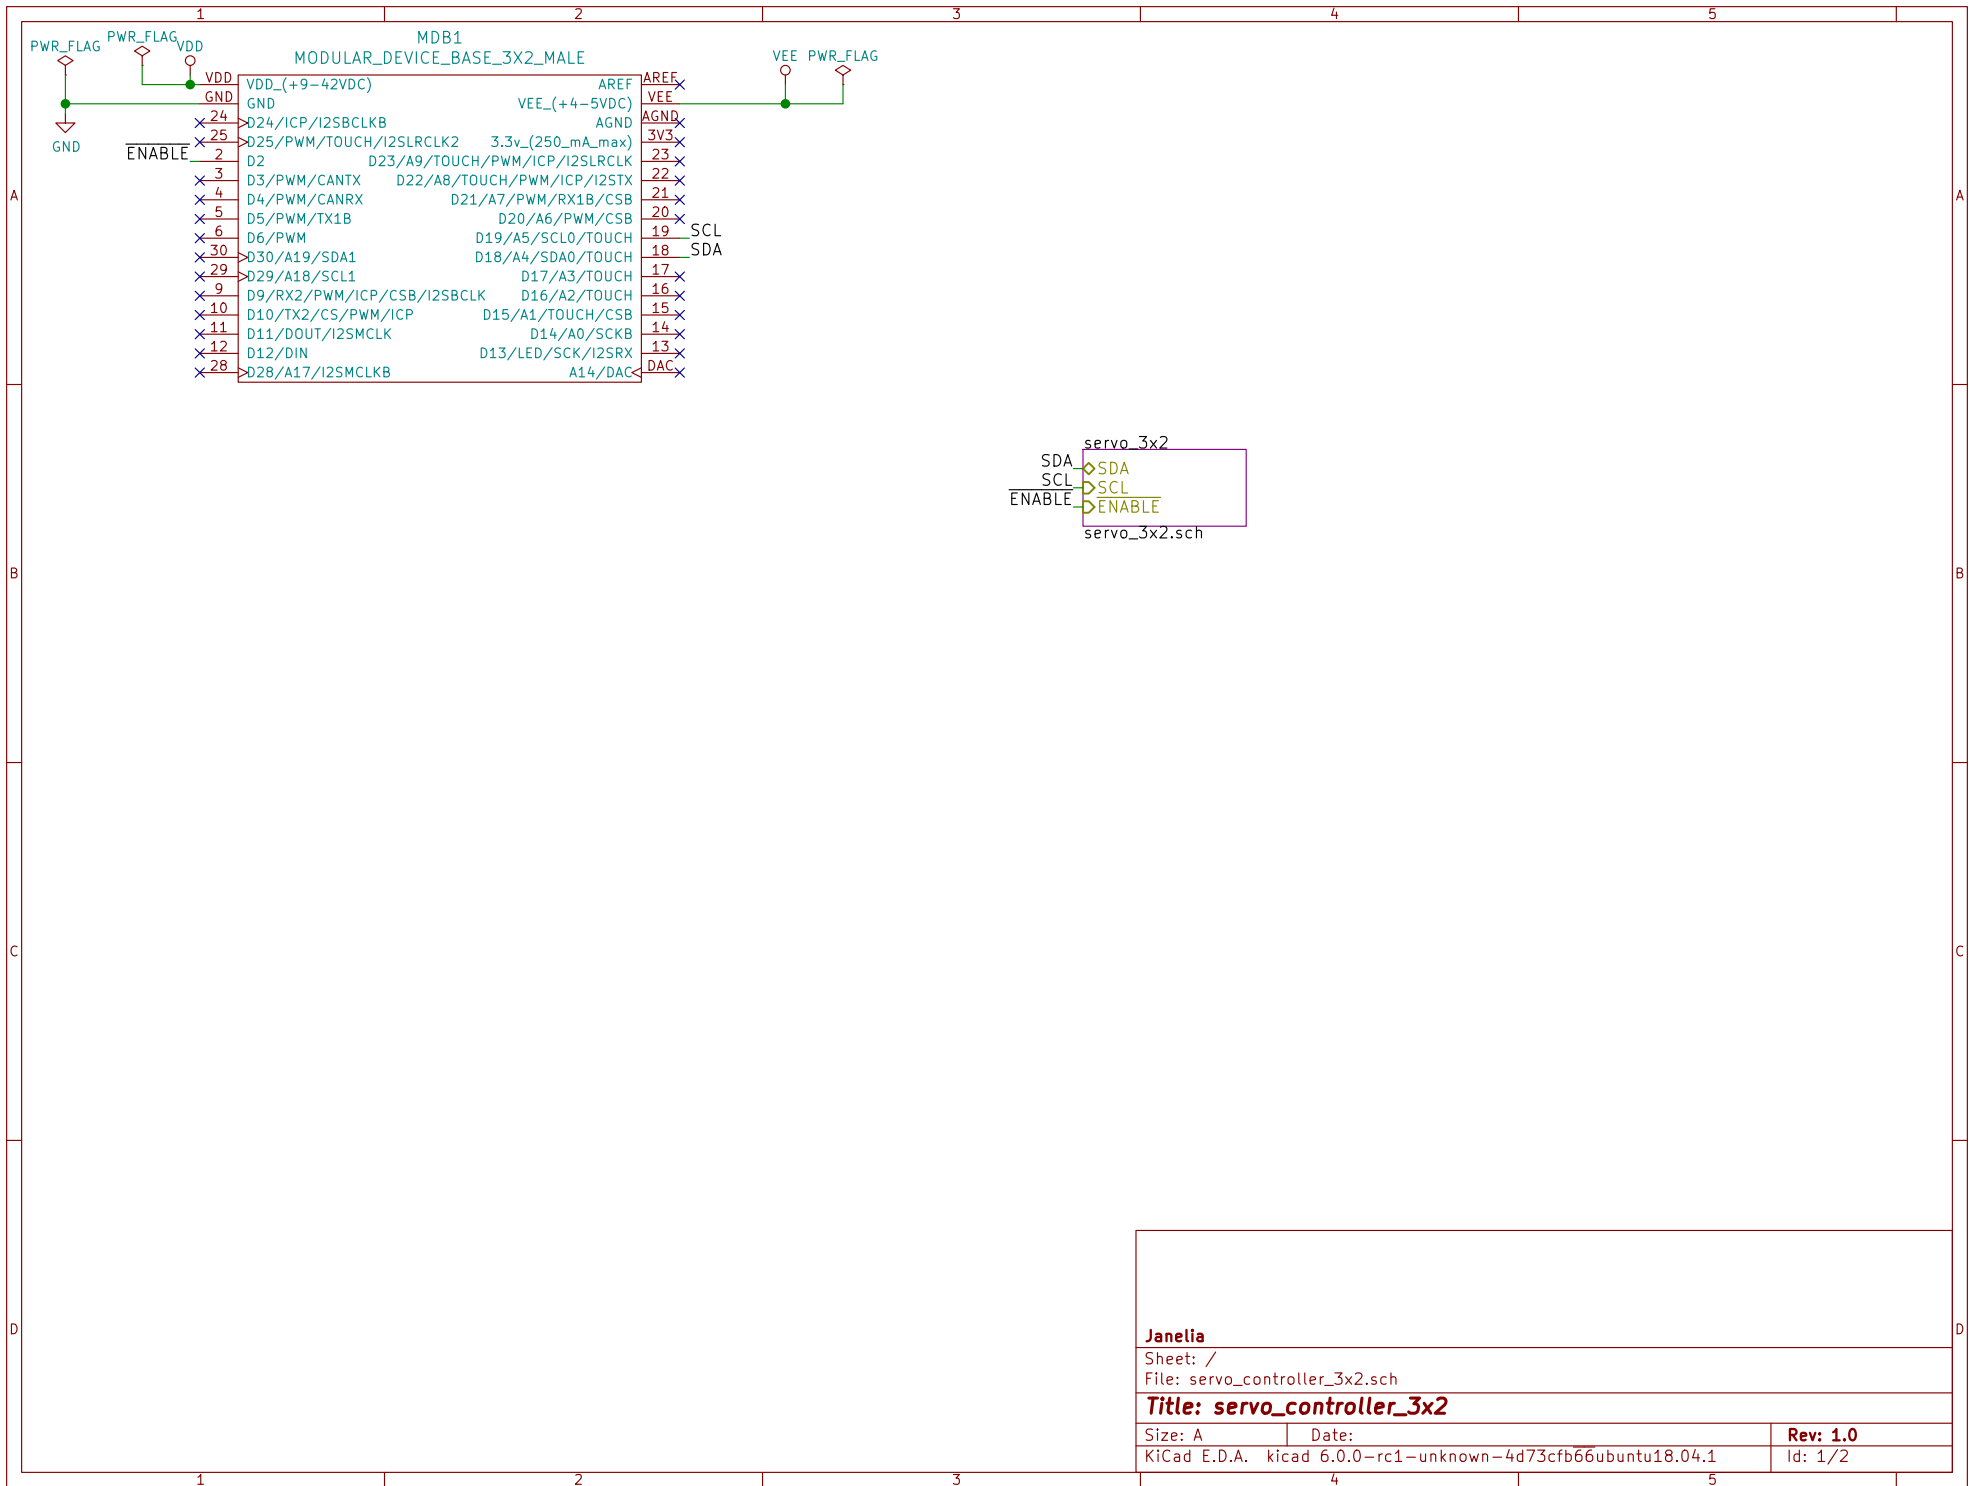 1 2 3 4 5
PWR_FLAG
PWR_FLAG
VDD
MDB1
MODULAR_DEVICE_BASE_3X2_MALE
VEE
PWR_FLAG
VDD VDD_(+9-42VDC) AREF AREF
GND GND VEE_(+4-5VDC) VEE
24 D24/ICP/I2SBCLKB AGND AGND
25 D25/PWM/TOUCH/I2SLRCLK2 3.3v_(250_mA_max) 3V3
GND
ENABLE 2 D2 D23/A9/TOUCH/PWM/ICP/I2SLRCLK 23
3 D3/PWM/CANTX D22/A8/TOUCH/PWM/ICP/I2STX 22
4 D4/PWM/CANRX D21/A7/PWM/RX1B/CSB 21
5 D5/PWM/TX1B D20/A6/PWM/CSB 20
6 D6/PWM D19/A5/SCL0/TOUCH 19 SCL
30 D30/A19/SDA1 D18/A4/SDA0/TOUCH 18 SDA
29 D29/A18/SCL1 D17/A3/TOUCH 17
9 D9/RX2/PWM/ICP/CSB/I2SBCLK D16/A2/TOUCH 16
10 D10/TX2/CS/PWM/ICP D15/A1/TOUCH/CSB 15
11 D11/DOUT/I2SMCLK D14/A0/SCKB 14
12 D12/DIN D13/LED/SCK/I2SRX 13
28 D28/A17/I2SMCLKB A14/DAC DAC
A A
servo_3x2
SDA SDA
SCL SCL
ENABLE ENABLE
servo_3x2.sch
B B
C C
D D
Janelia
Sheet: /
File: servo_controller_3x2.sch
Title: servo_controller_3x2
Size: A Date: Rev: 1.0
KiCad E.D.A. kicad 6.0.0-rc1-unknown-4d73cfb66ubuntu18.04.1 Id: 1/2
1 2 3 4 5